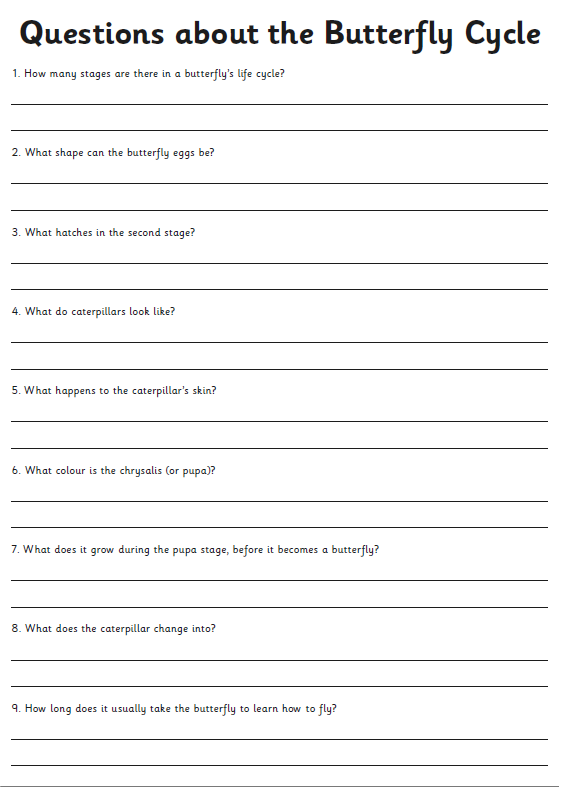 Questions about the Butterfly Cycle
1. How many stages are there in a butterfly's life cycle?
2. What shape can the butterfly eggs be?
3. What hatches in the second stage?
4. What do caterpillars look like?
5. What happens to the caterpillar's skin?
6. What colour is the chrysalis (or pupa)?
7. What does it grow during the pupa stage, before it becomes a butterfly?
8. What does the caterpillar change into?
9. How long does it usually take the butterfly to learn how to fly?